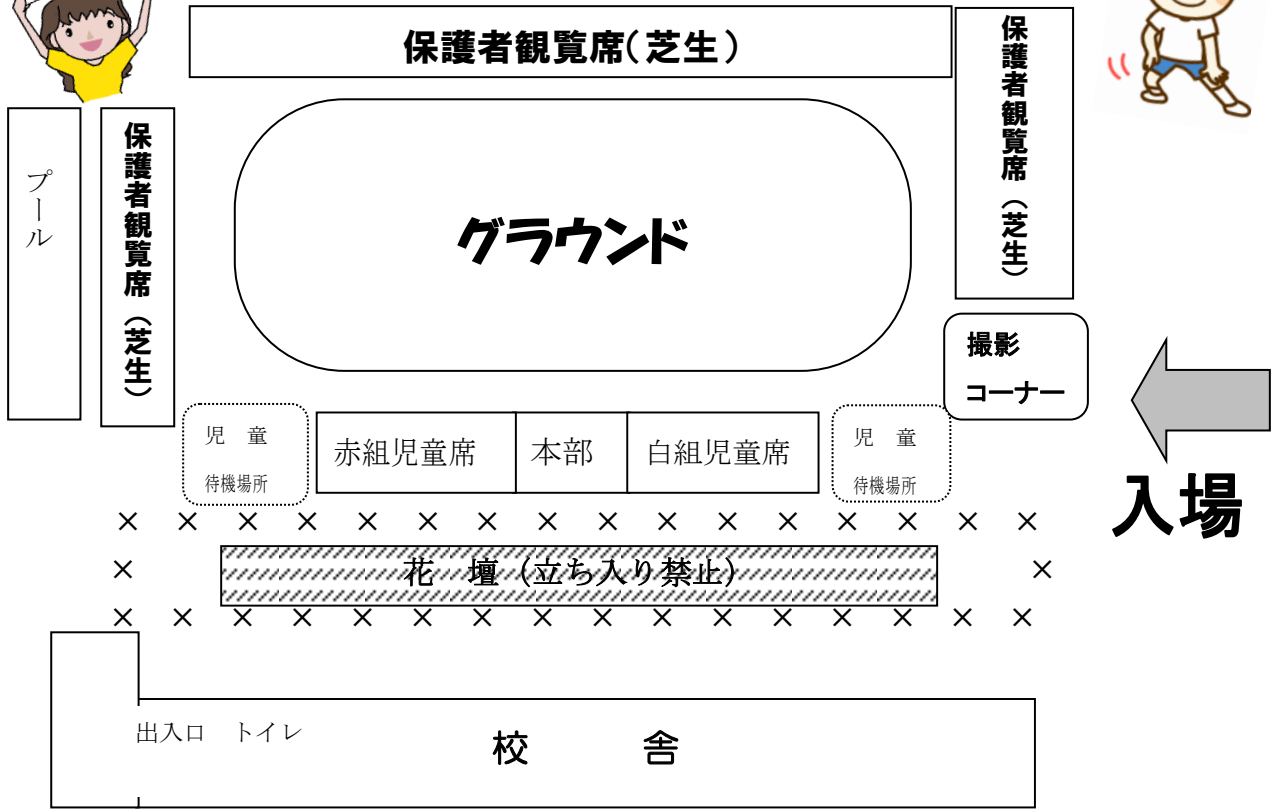 保護者観覧席(芝生)
保護者観覧席(芝生)
プール
保護者観覧席(芝生)
グラウンド
撮影
コーナー
入場
児 童
待機場所
赤組児童席
本部
白組児童席
児 童
待機場所
× × × × × × × × × × × × × × × ×
× ×
花 壇(立ち入り禁止)
× × × × × × × × × × × × × × × ×
出入口 トイレ
校 舎